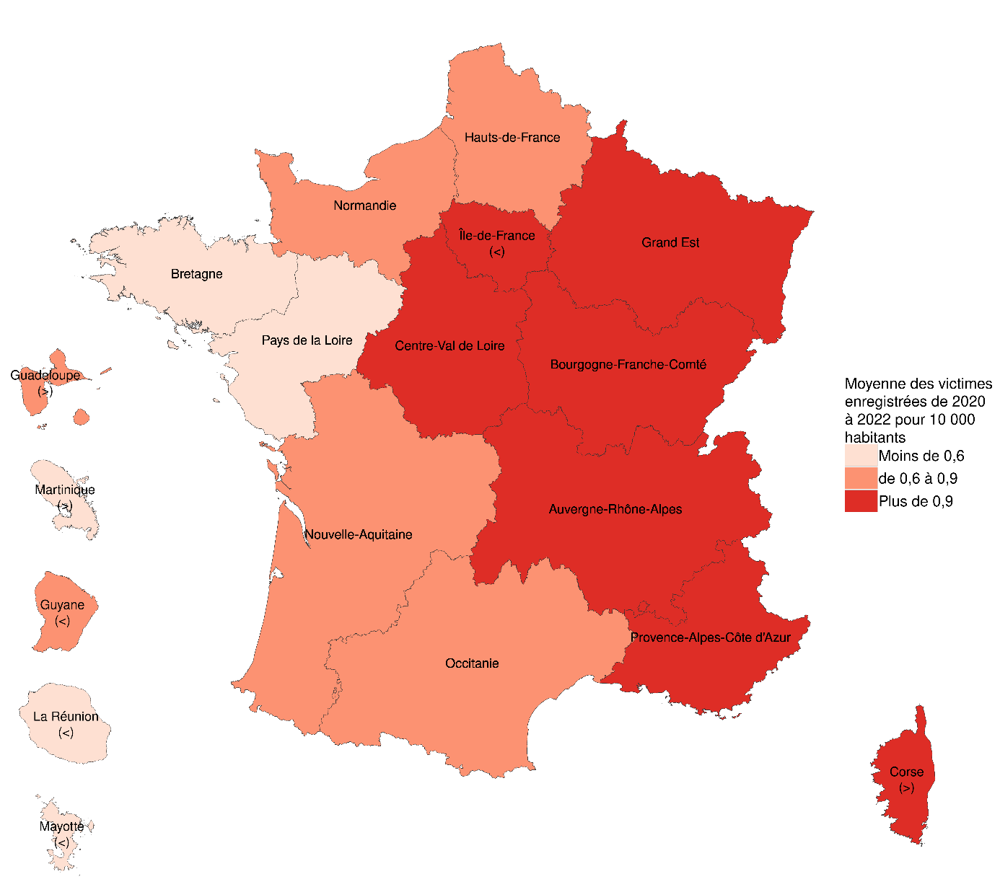 Hauts-de-France
Normandie
Île-de-France
(<)
Grand Est
Bretagne
Pays de la Loire
Centre-Val de Loire
Bourgogne-Franche-Comté
Guadeloupe
(>)
Martinique
(>)
Auvergne-Rhône-Alpes
Nouvelle-Aquitaine
Guyane
(<)
Provence-Alpes-Côte d'Azur
Occitanie
La Réunion
(<)
Corse
(>)
Mayotte
(<)
Moyenne des victimes
enregistrées de 2020
à 2022 pour 10 000
habitants
Moins de 0,6
de 0,6 à 0,9
Plus de 0,9